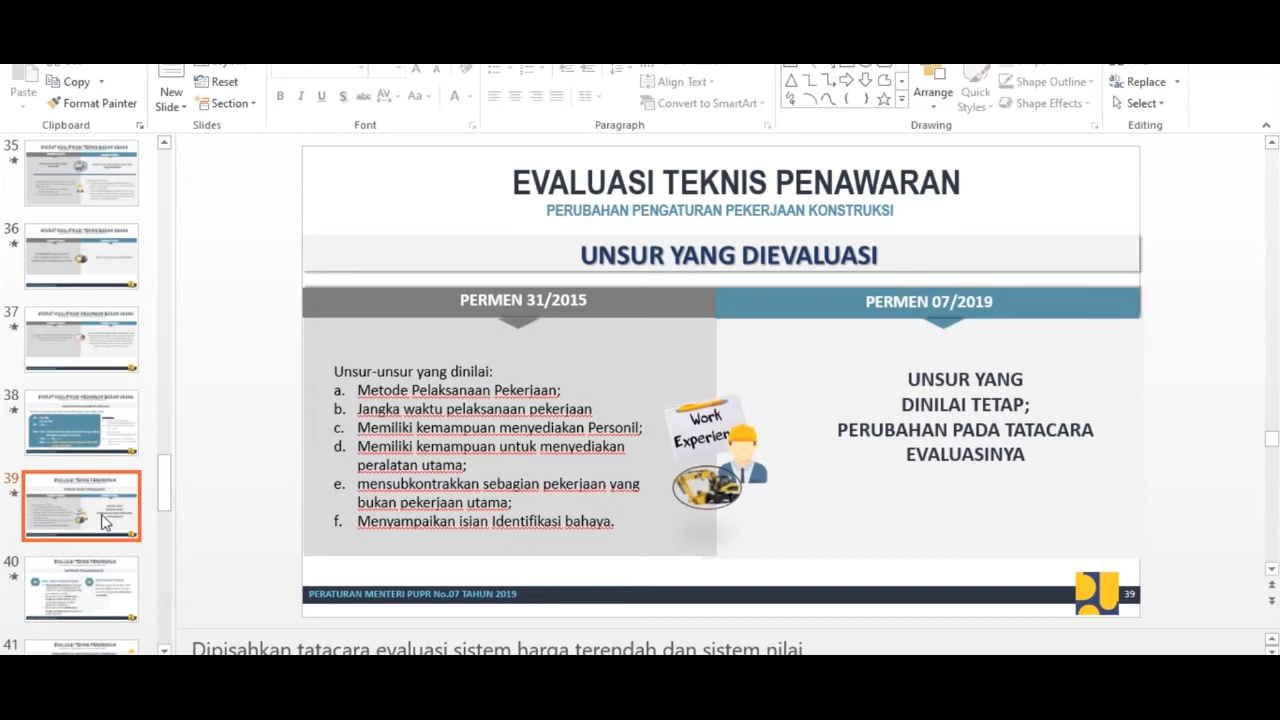 Paste
Copy
Format Painter
Clipboard
New
Slide
Reset
Section
Slides
B I U S abc AV Aa A
Font
Align Text
Convert to SmartArt
Paragraph
Arrange
Quick
Styles
Shape Outline
Shape Effects
Drawing
Replace
Select
Editing
35
36
37
38
39
40
41
EVALUASI TEKNIS PENAWARAN
PERUBAHAN PENGATURAN PEKERJAAN KONSTRUKSI
UNSUR YANG DIEVALUASI
PERMEN 31/2015
PERMEN 07/2019
Unsur-unsur yang dinilai:
a. Metode Pelaksanaan Pekerjaan;
b. Jangka waktu pelaksanaan pekerjaan
c. Memiliki kemampuan menyediakan Personil;
d. Memiliki kemampuan untuk menyediakan
peralatan utama;
e. mensubkontrakkan sebagian pekerjaan yang
bukan pekerjaan utama;
f. Menyampaikan isian Identifikasi bahaya.
Work
Experien
UNSUR YANG
DINILAI TETAP;
PERUBAHAN PADA TATACARA
EVALUASINYA
PERATURAN MENTERI PUPR No.07 TAHUN 2019
39
Dipisahkan tatacara evaluasi sistem harga terendah dan sistem nilai